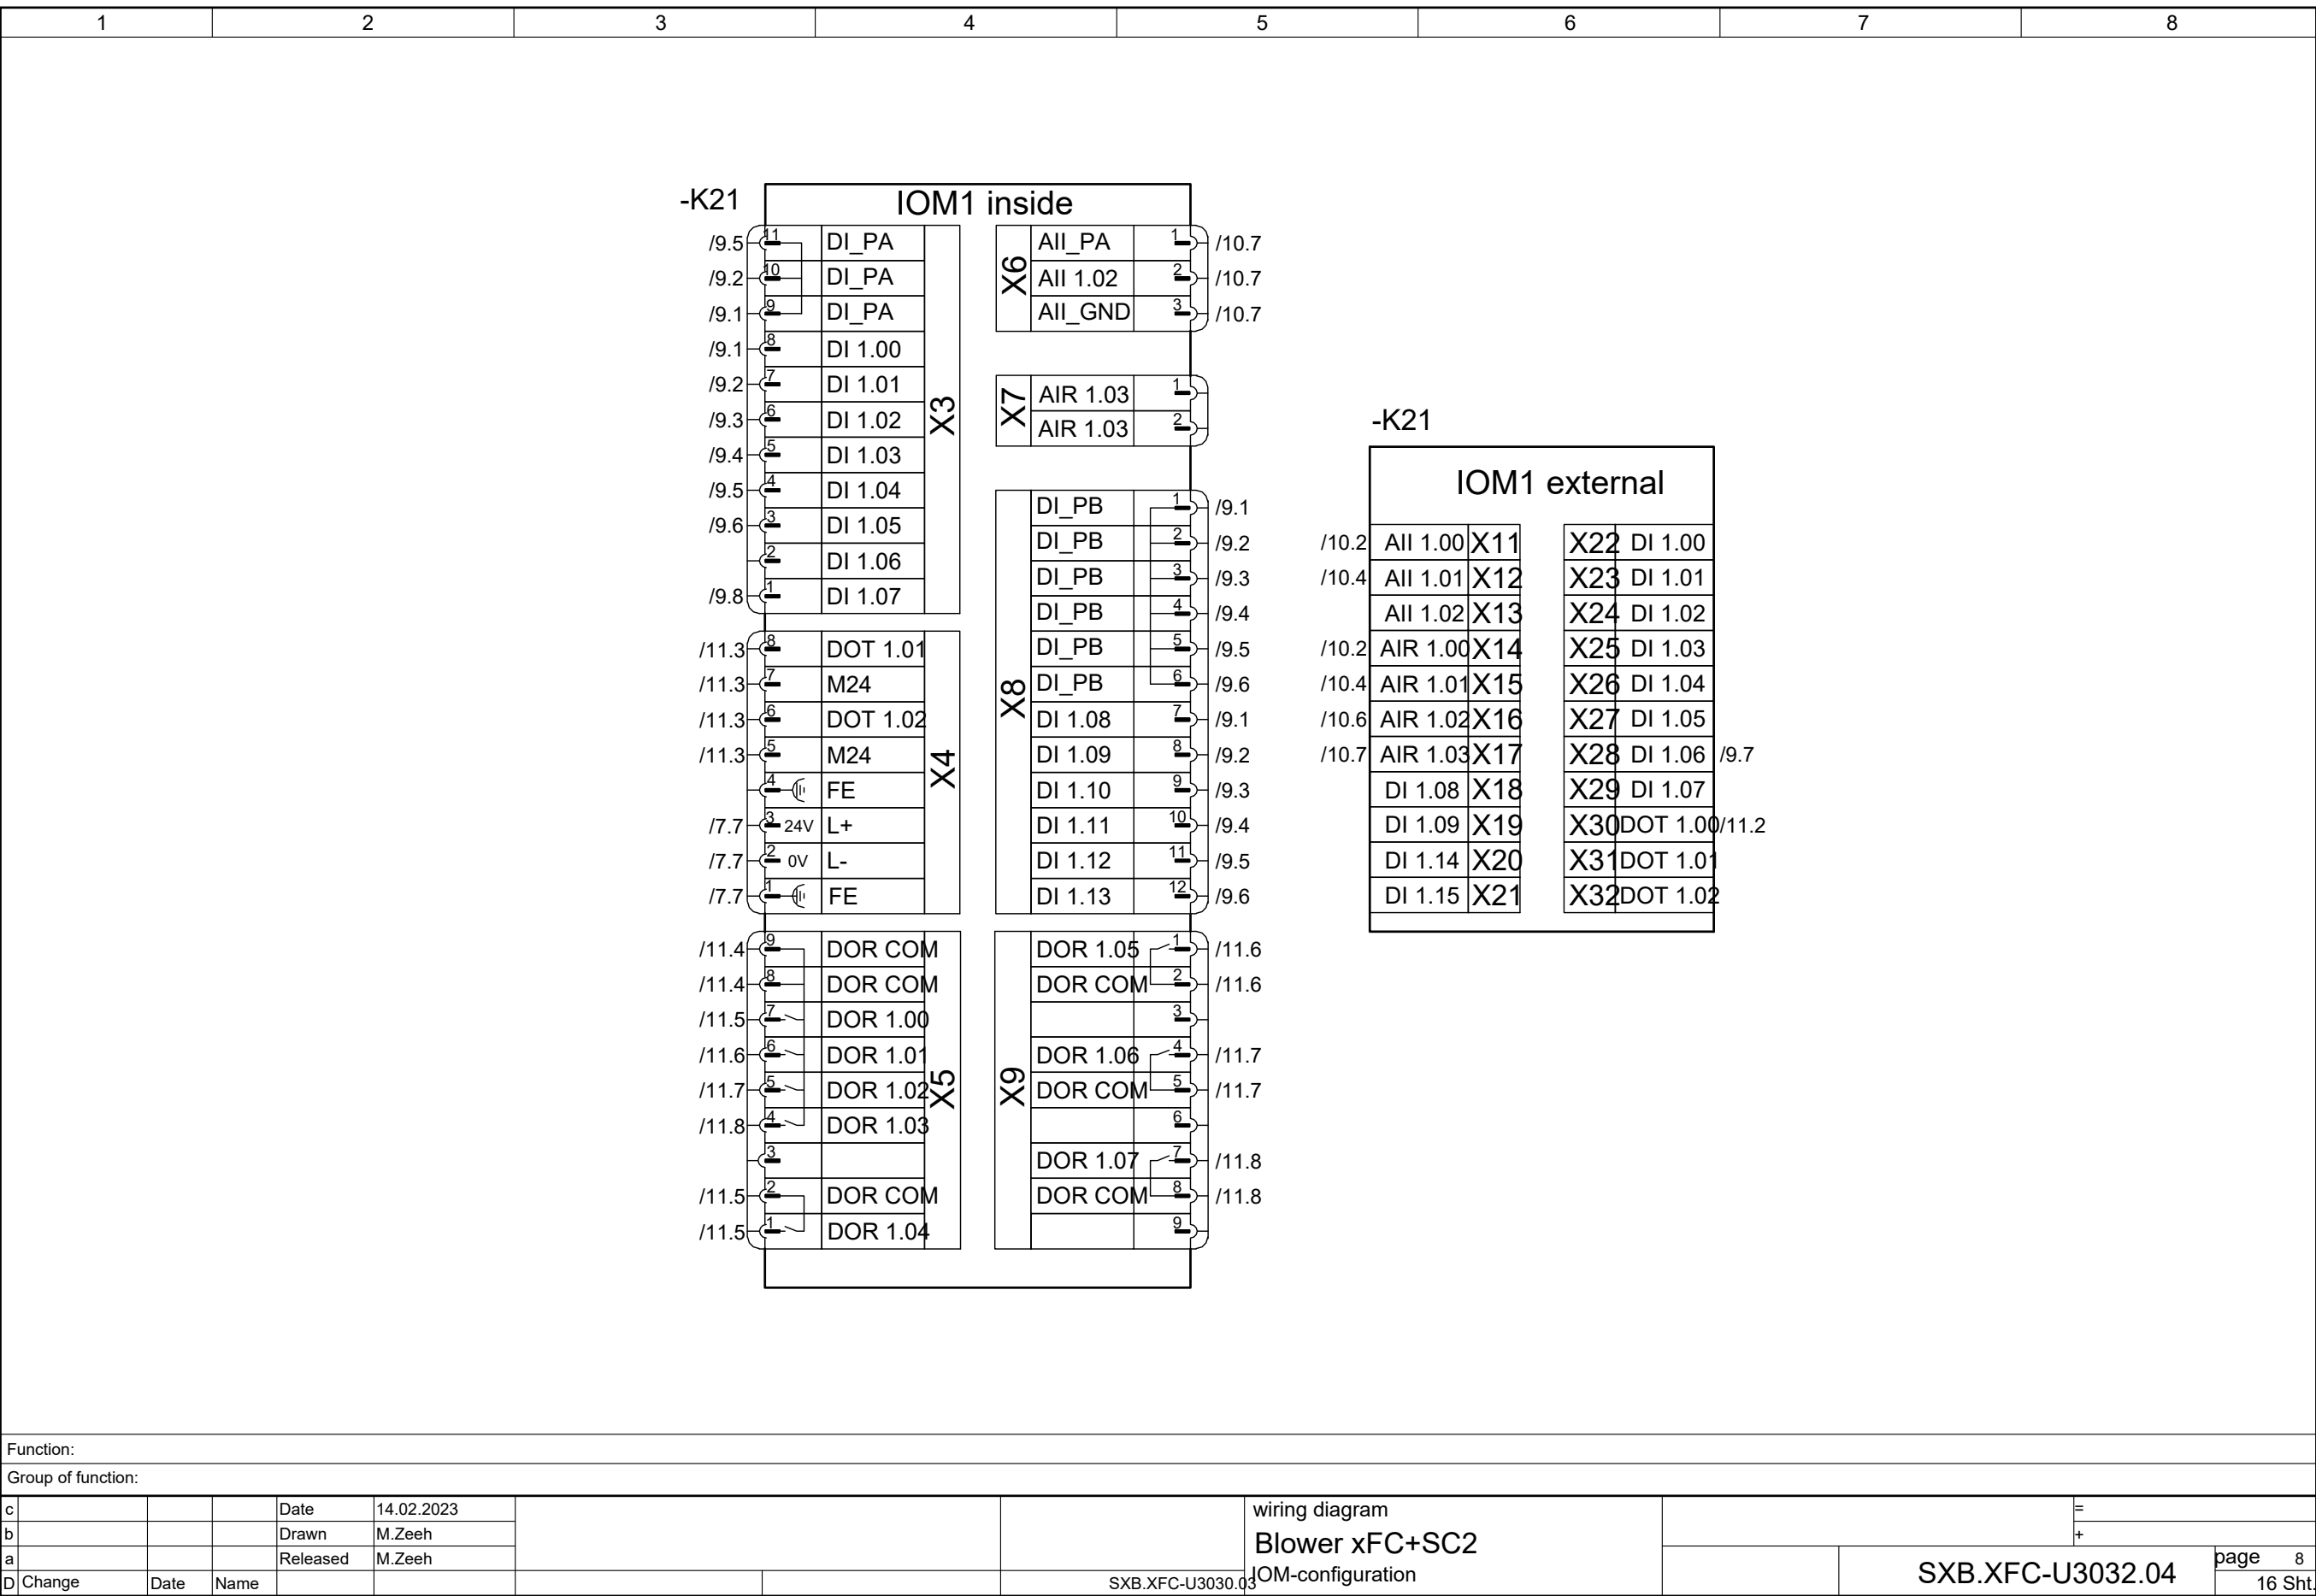 1 2 3 4 5 6 7 8
-K21
IOM1 inside
/9.5 11 DI_PA
/9.2 10 DI_PA
/9.1 9 DI_PA
/9.1 8 DI 1.00
/9.2 7 DI 1.01
/9.3 6 DI 1.02
/9.4 5 DI 1.03
/9.5 4 DI 1.04
/9.6 3 DI 1.05
2 DI 1.06
/9.8 1 DI 1.07
X3
/11.3 8 DOT 1.01
/11.3 7 M24
/11.3 6 DOT 1.02
/11.3 5 M24
4 FE
/7.7 3 24V L+
/7.7 2 0V L-
/7.7 1 FE
X4
/11.4 9 DOR COM
/11.4 8 DOR COM
/11.5 7 DOR 1.00
/11.6 6 DOR 1.01
/11.7 5 DOR 1.02
/11.8 4 DOR 1.03
3
/11.5 2 DOR COM
/11.5 1 DOR 1.04
X5
X6
AII_PA 1 /10.7
AII 1.02 2 /10.7
AII_GND 3 /10.7
X7
AIR 1.03 1
AIR 1.03 2
X8
DI_PB 1 /9.1
DI_PB 2 /9.2
DI_PB 3 /9.3
DI_PB 4 /9.4
DI_PB 5 /9.5
DI_PB 6 /9.6
DI 1.08 7 /9.1
DI 1.09 8 /9.2
DI 1.10 9 /9.3
DI 1.11 10 /9.4
DI 1.12 11 /9.5
DI 1.13 12 /9.6
X9
DOR 1.05 1 /11.6
DOR COM 2 /11.6
3
DOR 1.06 4 /11.7
DOR COM 5 /11.7
6
DOR 1.07 7 /11.8
DOR COM 8 /11.8
9
-K21
IOM1 external
/10.2 AII 1.00 X11 X22 DI 1.00
/10.4 AII 1.01 X12 X23 DI 1.01
AII 1.02 X13 X24 DI 1.02
/10.2 AIR 1.00 X14 X25 DI 1.03
/10.4 AIR 1.01 X15 X26 DI 1.04
/10.6 AIR 1.02 X16 X27 DI 1.05
/10.7 AIR 1.03 X17 X28 DI 1.06 /9.7
DI 1.08 X18 X29 DI 1.07
DI 1.09 X19 X30 DOT 1.00 /11.2
DI 1.14 X20 X31 DOT 1.01
DI 1.15 X21 X32 DOT 1.02
Function:
Group of function:
c Date 14.02.2023
b Drawn M.Zeeh
a Released M.Zeeh
D Change Date Name
SXB.XFC-U3030.03
wiring diagram
Blower xFC+SC2
IOM-configuration
=
+
SXB.XFC-U3032.04
page 8
16 Sht.